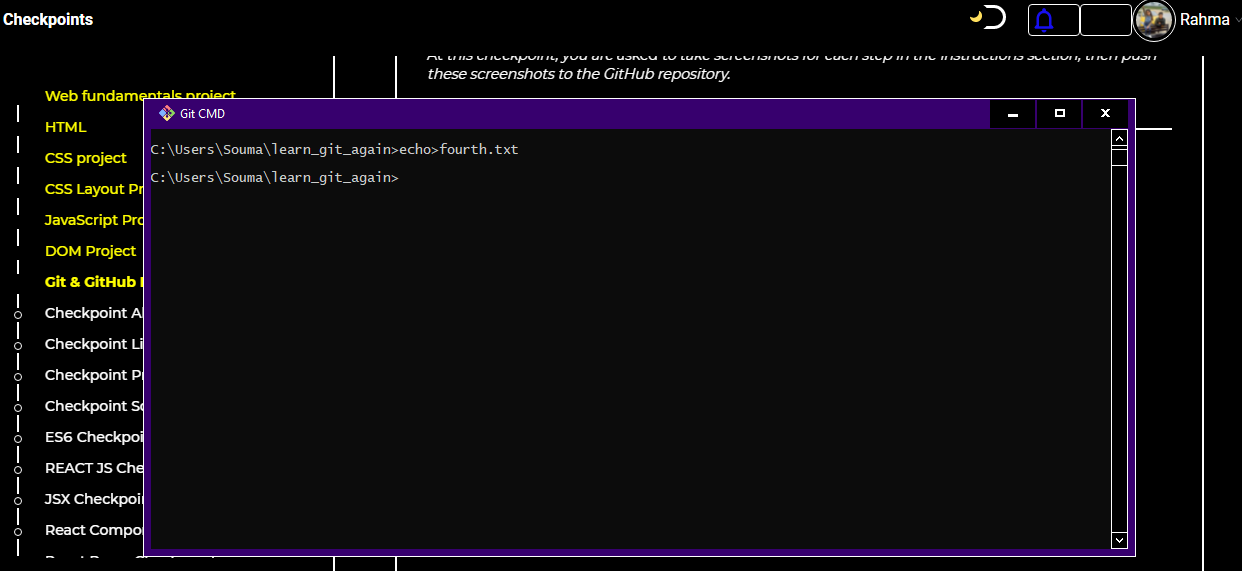 Checkpoints
Rahma
At this checkpoint, you are asked to take screenshots for each step in the instructions section, then push
these screenshots to the GitHub repository.
Web fundamentals project
HTML
CSS project
CSS Layout Pr
JavaScript Pro
DOM Project
Git & GitHub
Checkpoint Al
Checkpoint Li
Checkpoint Pr
Checkpoint So
ES6 Checkpoi
REACT JS Che
JSX Checkpoi
React Compo
Git CMD
C:\Users\Souma\learn_git_again>echo>fourth.txt
C:\Users\Souma\learn_git_again>